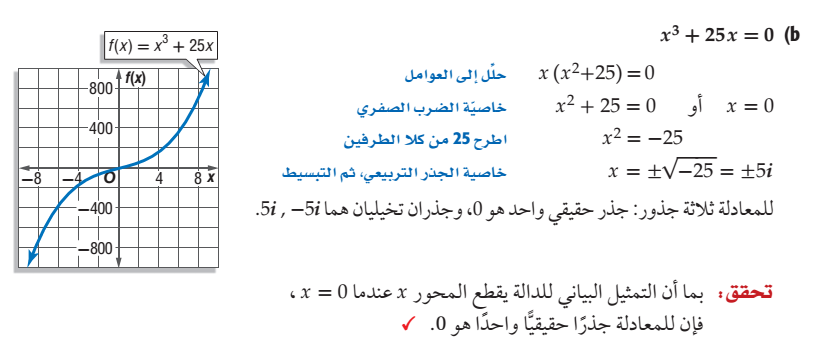 b) x³ + 25x = 0
x (x²+25) = 0 حلّل إلى العوامل
x = 0 أو x² + 25 = 0 خاصيّة الضرب الصفري
x² = −25 اطرح 25 من كلا الطرفين
x = ±√−25 = ±5i خاصية الجذر التربيعي، ثم التبسيط
للمعادلة ثلاثة جذور: جذر حقيقي واحد هو 0، وجذران تخيليان هما 5i , −5i.
تحقق: بما أن التمثيل البياني للدالة يقطع المحور x عندما x = 0 ،
فإن للمعادلة جذرًا حقيقيًّا واحدًا هو 0. ✓
f(x) = x³ + 25x
f(x)
800
400
−8 −4 O 4 8 x
−400
−800